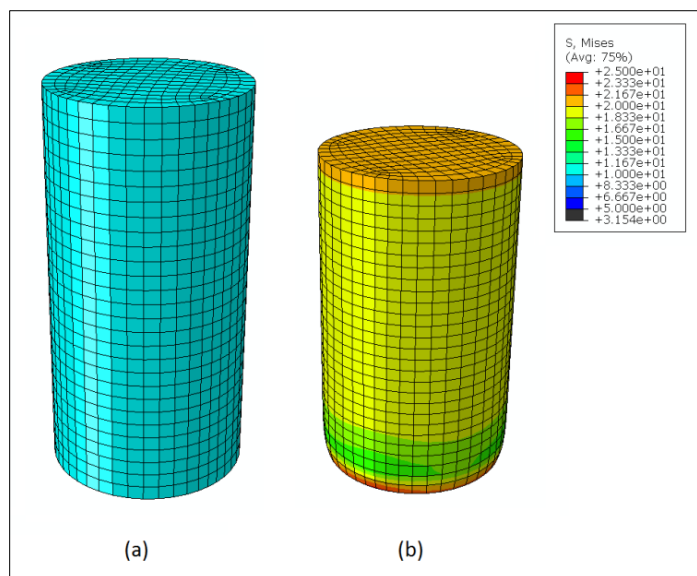 S, Mises
(Avg: 75%)
+2.500e+01
+2.333e+01
+2.167e+01
+2.000e+01
+1.833e+01
+1.667e+01
+1.500e+01
+1.333e+01
+1.167e+01
+1.000e+01
+8.333e+00
+6.667e+00
+5.000e+00
+3.154e+00
(a)
(b)